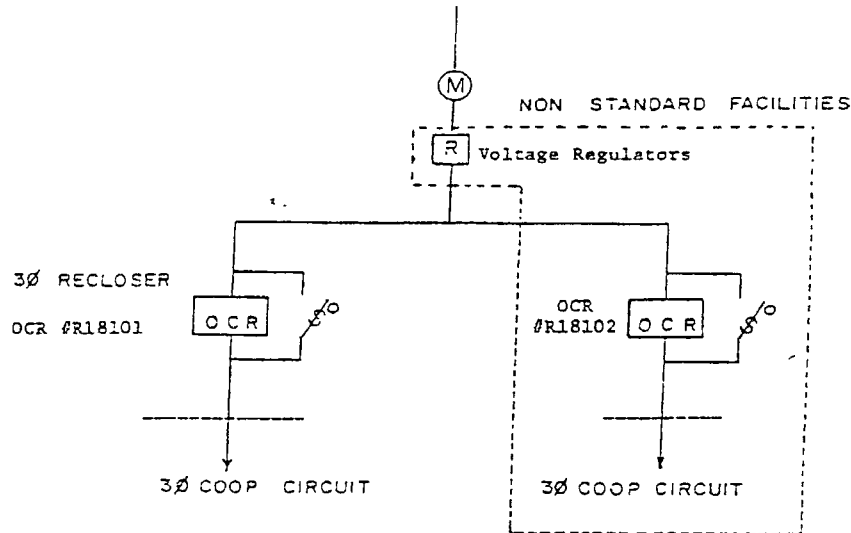 M
NON STANDARD FACILITIES
R
Voltage Regulators
3Ø RECLOSER
OCR #R18101
OCR
OCR
#R18102
OCR
3Ø COOP CIRCUIT
3Ø COOP CIRCUIT